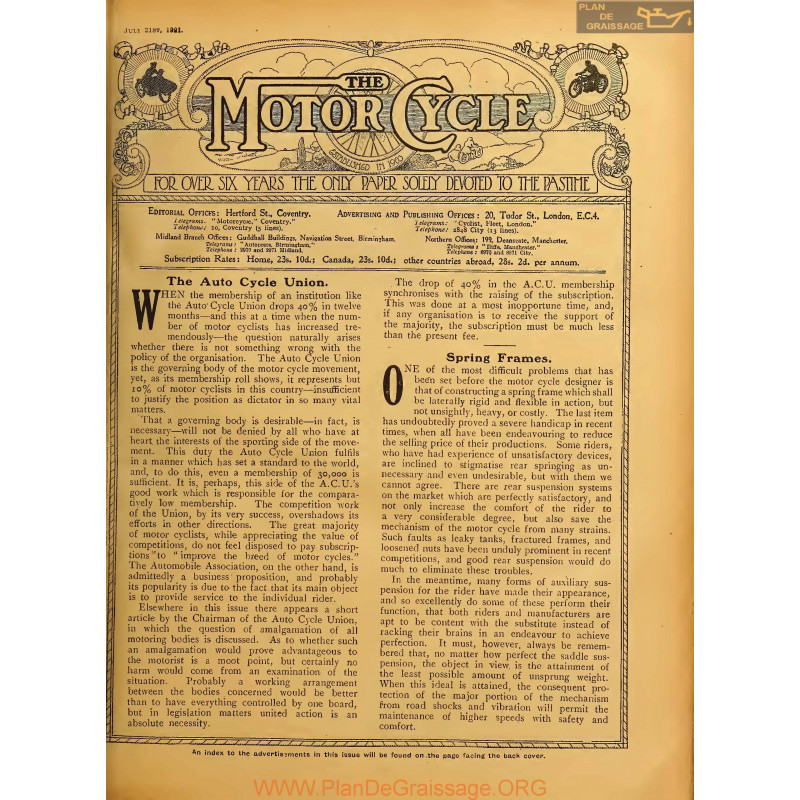 PLAN
DE
GRAISSAGE
JULY 21ST, 1921.
THE
MOTOR CYCLE
ESTABLISHED IN 1903
FOR OVER SIX YEARS THE ONLY PAPER SOLELY DEVOTED TO THE PASTIME
EDITORIAL OFFICES: Hertford St., Coventry.
Telegrams: "Motorcycle," Coventry."
Telephone: 10, Coventry (5 lines).
ADVERTISING AND PUBLISHING OFFICES: 20, Tudor St., London, E.C.4.
Telegrams: "Cyclist, Fleet, London."
Telephone: 2848 City (13 lines).
Midland Branch Offices: Guildhall Buildings, Navigation Street, Birmingham.
Telegrams: "Autopress, Birmingham."
Telephone: 2970 and 2971 Midland.
Northern Offices: 199, Deansgate, Manchester.
Telegrams: "Iliffe, Manchester."
Telephone: 8970 and 8971 City.
Subscription Rates: Home, 23s. 10d.; Canada, 23s. 10d.; other countries abroad, 28s. 2d. per annum.
The Auto Cycle Union.
WHEN the membership of an institution like
the Auto Cycle Union drops 40% in twelve
months—and this at a time when the num-
ber of motor cyclists has increased tre-
mendously—the question naturally arises
whether there is not something wrong with the
policy of the organisation. The Auto Cycle Union
is the governing body of the motor cycle movement,
yet, as its membership roll shows, it represents but
10% of motor cyclists in this country—insufficient
to justify the position as dictator in so many vital
matters.
That a governing body is desirable—in fact, is
necessary—will not be denied by all who have at
heart the interests of the sporting side of the move-
ment. This duty the Auto Cycle Union fulfils
in a manner which has set a standard to the world,
and, to do this, even a membership of 30,000 is
sufficient. It is, perhaps, this side of the A.C.U.'s
good work which is responsible for the compara-
tively low membership. The competition work
of the Union, by its very success, overshadows its
efforts in other directions. The great majority
of motor cyclists, while appreciating the value of
competitions, do not feel disposed to pay subscrip-
tions "to "improve the breed of motor cycles."
The Automobile Association, on the other hand, is
admittedly a business proposition, and probably
its popularity is due to the fact that its main object
is to provide service to the individual rider.
Elsewhere in this issue there appears a short
article by the Chairman of the Auto Cycle Union,
in which the question of amalgamation of all
motoring bodies is discussed. As to whether such
an amalgamation would prove advantageous to
the motorist is a moot point, but certainly no
harm would come from an examination of the
situation. Probably a working arrangement
between the bodies concerned would be better
than to have everything controlled by one board,
but in legislation matters united action is an
absolute necessity.
The drop of 40% in the A.C.U. membership
synchronises with the raising of the subscription.
This was done at a most inopportune time, and,
if any organisation is to receive the support of
the majority, the subscription must be much less
than the present fee.
Spring Frames.
ONE of the most difficult problems that has
been set before the motor cycle designer is
that of constructing a spring frame which shall
be laterally rigid and flexible in action, but
not unsightly, heavy, or costly. The last item
has undoubtedly proved a severe handicap in recent
times, when all have been endeavouring to reduce
the selling price of their productions. Some riders,
who have had experience of unsatisfactory devices,
are inclined to stigmatise rear springing as un-
necessary and even undesirable, but with them we
cannot agree. There are rear suspension systems
on the market which are perfectly satisfactory, and
not only increase the comfort of the rider to
a very considerable degree, but also save the
mechanism of the motor cycle from many strains.
Such faults as leaky tanks, fractured frames, and
loosened nuts have been unduly prominent in recent
competitions, and good rear suspension would do
much to eliminate these troubles.
In the meantime, many forms of auxiliary sus-
pension for the rider have made their appearance,
and so excellently do some of these perform their
function, that both riders and manufacturers are
apt to be content with the substitute instead of
racking their brains in an endeavour to achieve
perfection. It must, however, always be remem-
bered that, no matter how perfect the saddle sus-
pension, the object in view is the attainment of
the least possible amount of unsprung weight.
When this ideal is attained, the consequent pro-
tection of the major portion of the mechanism
from road shocks and vibration will permit the
maintenance of higher speeds with safety and
comfort.
An index to the advertisements in this issue will be found on the page facing the back cover.
www.PlanDeGraissage.ORG